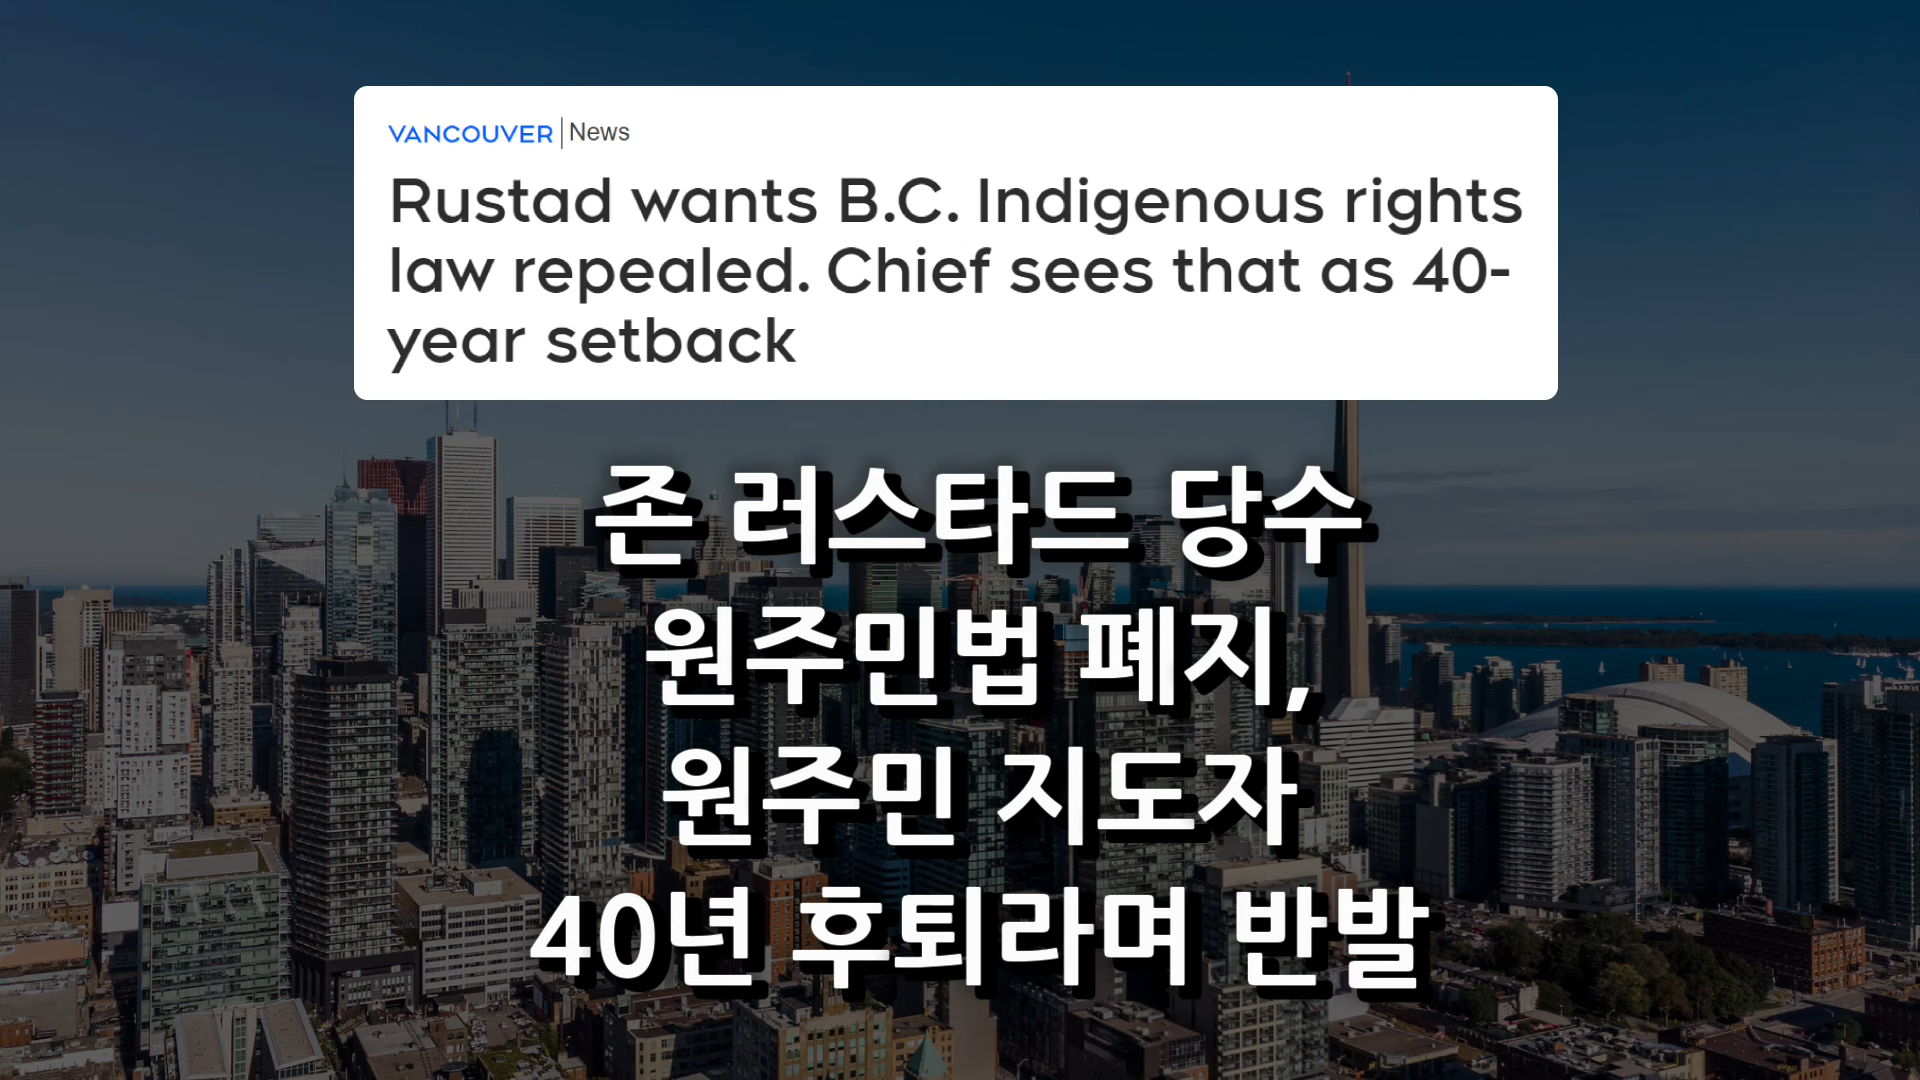 VANCOUVER | News
Rustad wants B.C. Indigenous rights
law repealed. Chief sees that as 40-
year setback
존 러스타드 당수
원주민법 폐지,
원주민 지도자
40년 후퇴라며 반발